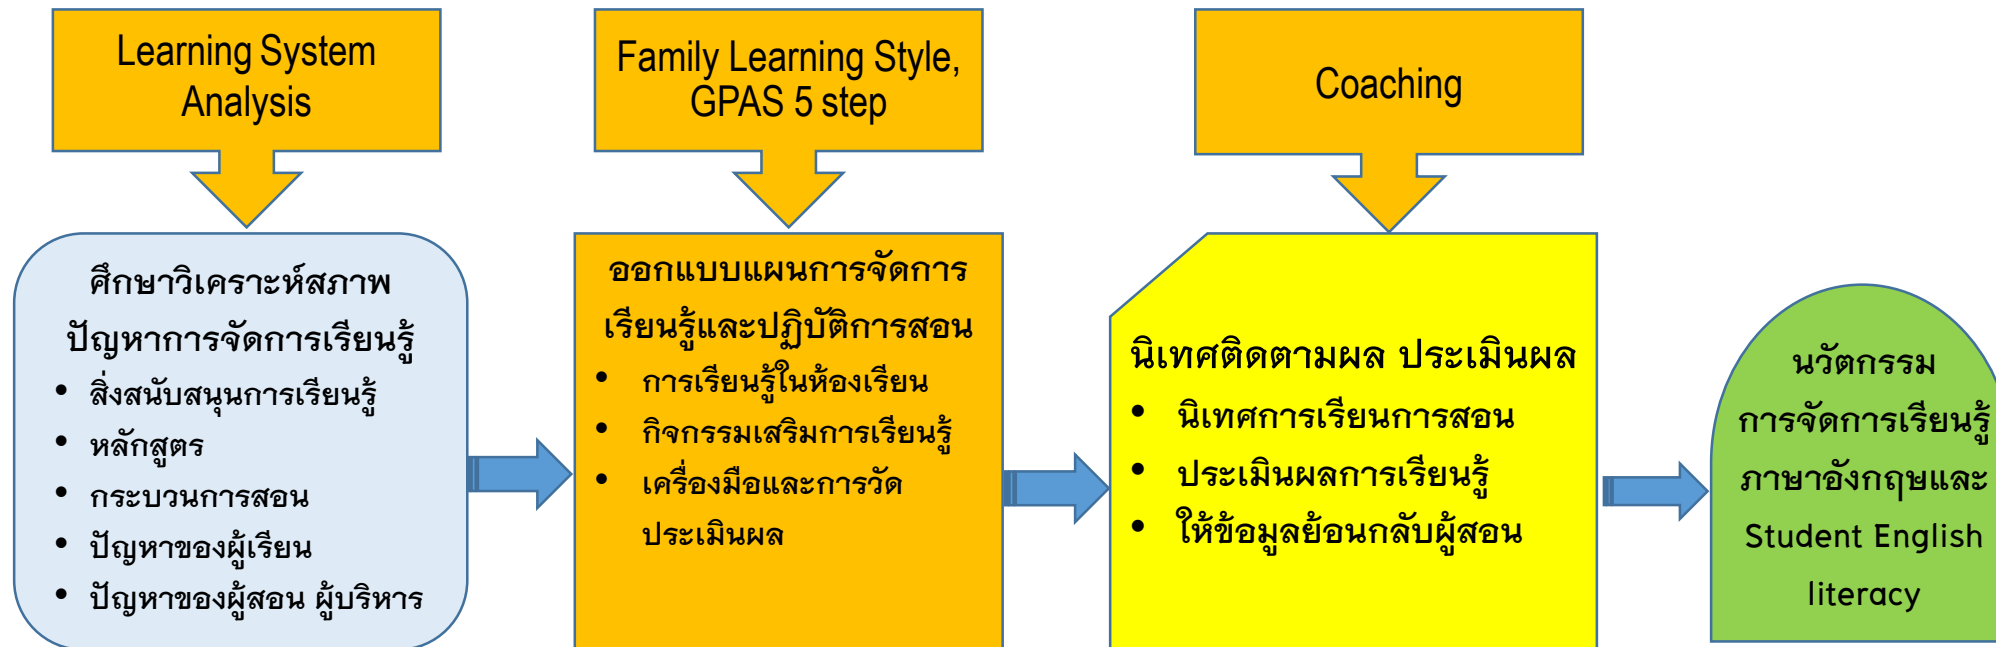 Learning System
Analysis
Family Learning Style,
GPAS 5 step
Coaching
ศึกษาวิเคราะห์สภาพ
ปัญหาการจัดการเรียนรู้
• สิ่งสนับสนุนการเรียนรู้
• หลักสูตร
• กระบวนการสอน
• ปัญหาของผู้เรียน
• ปัญหาของผู้สอน ผู้บริหาร
ออกแบบแผนการจัดการ
เรียนรู้และปฏิบัติการสอน
• การเรียนรู้ในห้องเรียน
• กิจกรรมเสริมการเรียนรู้
• เครื่องมือและการวัด
ประเมินผล
นิเทศติดตามผล ประเมินผล
• นิเทศการเรียนการสอน
• ประเมินผลการเรียนรู้
• ให้ข้อมูลย้อนกลับผู้สอน
นวัตกรรม
การจัดการเรียนรู้
ภาษาอังกฤษและ
Student English
literacy